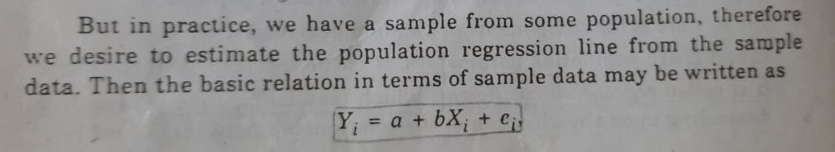 But in practice, we have a sample from some population, therefore
we desire to estimate the population regression line from the sample
data. Then the basic relation in terms of sample data may be written as
Yᵢ = a + bXᵢ + eᵢ,